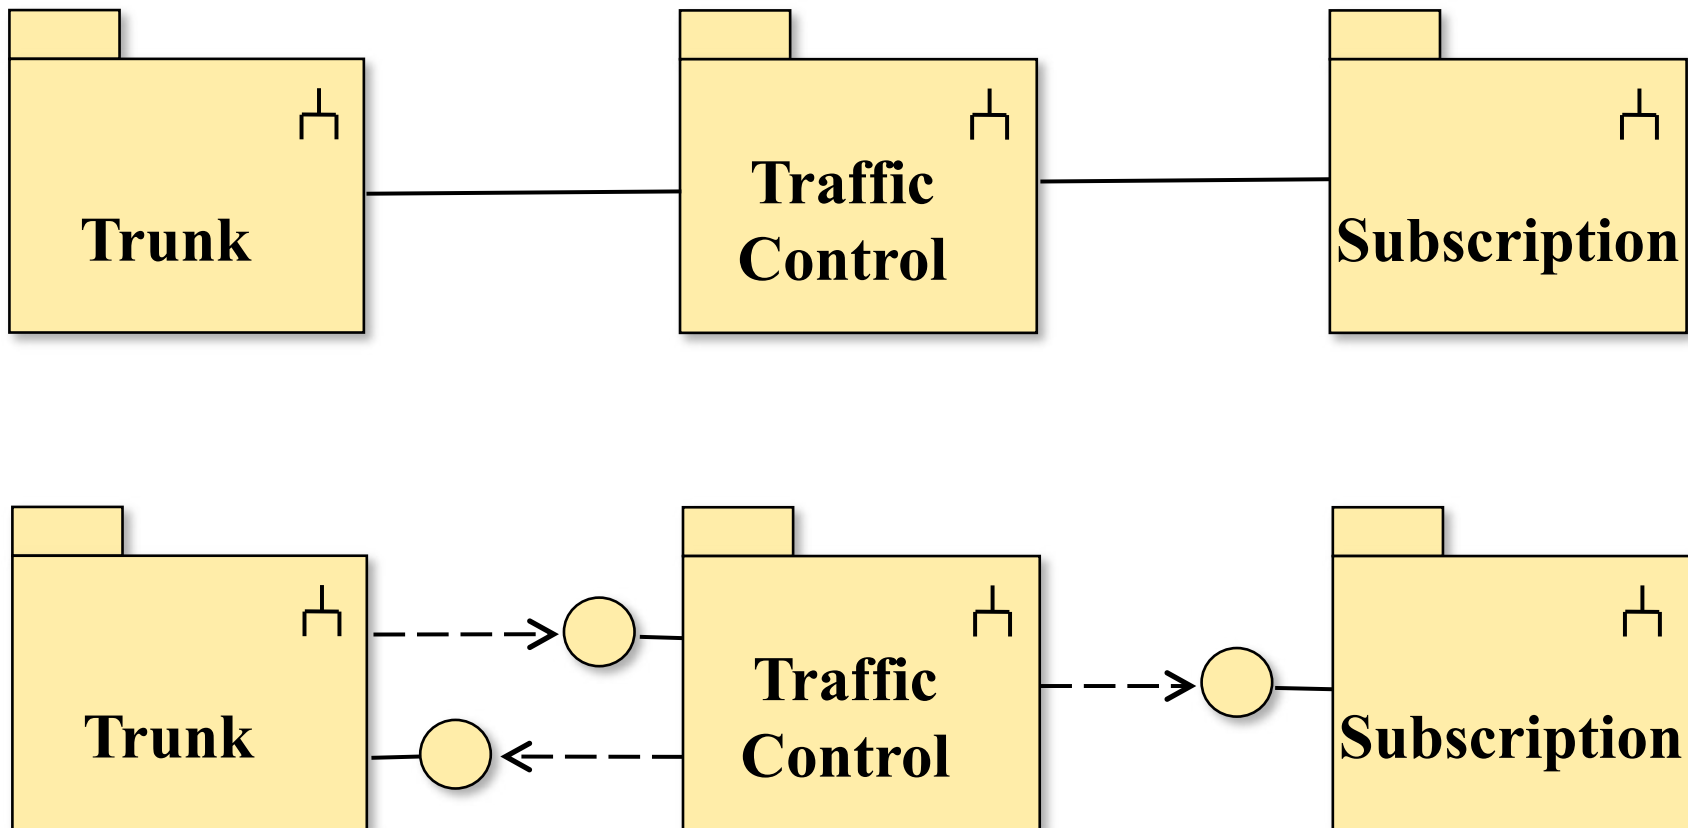 Trunk
Traffic
Control
Subscription
Trunk
Traffic
Control
Subscription